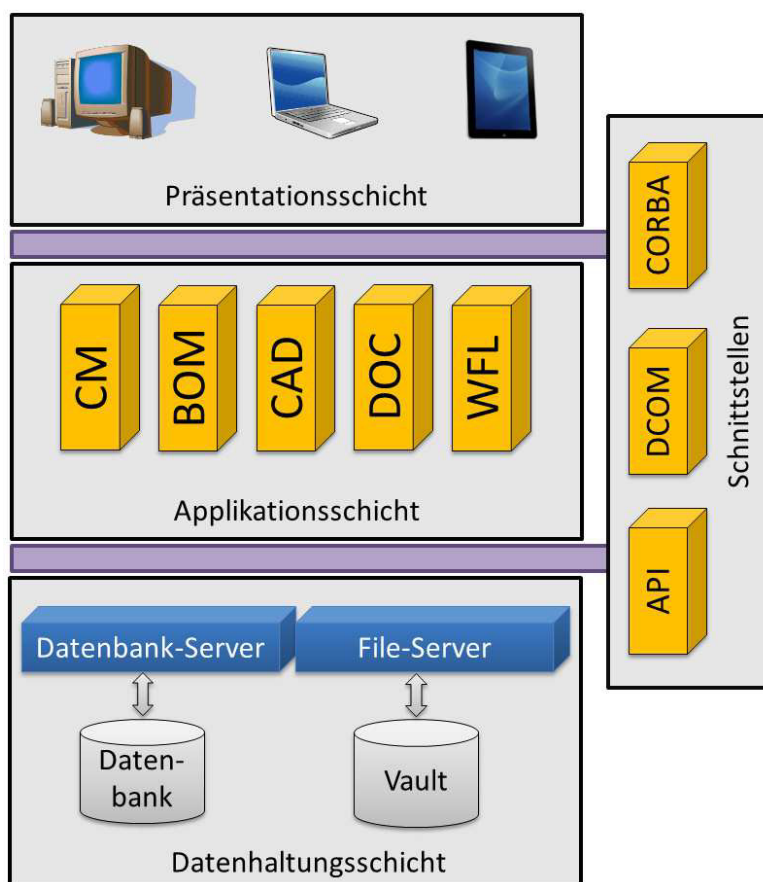 Präsentationsschicht
CM
BOM
CAD
DOC
WFL
Applikationsschicht
Datenbank-Server
File-Server
Daten-
bank
Vault
Datenhaltungsschicht
CORBA
DCOM
API
Schnittstellen